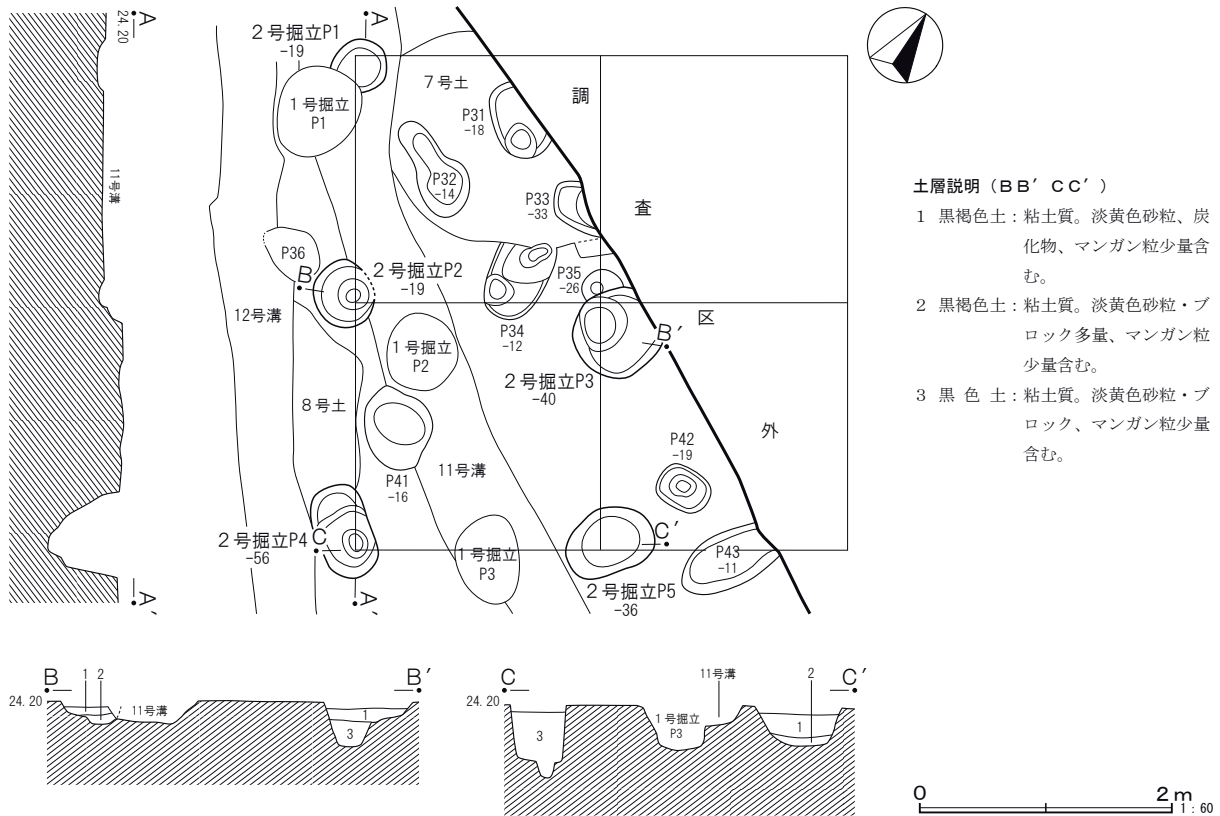 24.20
A
11号溝
A′
A
2号掘立P1
-19
1号掘立
P1
7号土
P31
-18
調
P32
-14
P33
-33
査
P36
B
2号掘立P2
-19
P35
-26
P34
-12
区
B′
12号溝
1号掘立
P2
2号掘立P3
-40
8号土
外
P42
-19
P41
-16
11号溝
2号掘立P4
-56
C
1号掘立
P3
C′
P43
-11
2号掘立P5
-36
A′
土層説明(BB′ CC′)
1 黒褐色土:粘土質。淡黄色砂粒、炭
化物、マンガン粒少量含
む。
2 黒褐色土:粘土質。淡黄色砂粒・ブ
ロック多量、マンガン粒
少量含む。
3 黒色土:粘土質。淡黄色砂粒・ブ
ロック、マンガン粒少量
含む。
B
1 2
B′
24.20
11号溝
1
3
C
11号溝
2
C′
24.20
3
1号掘立
P3
1
0 2m
1:60